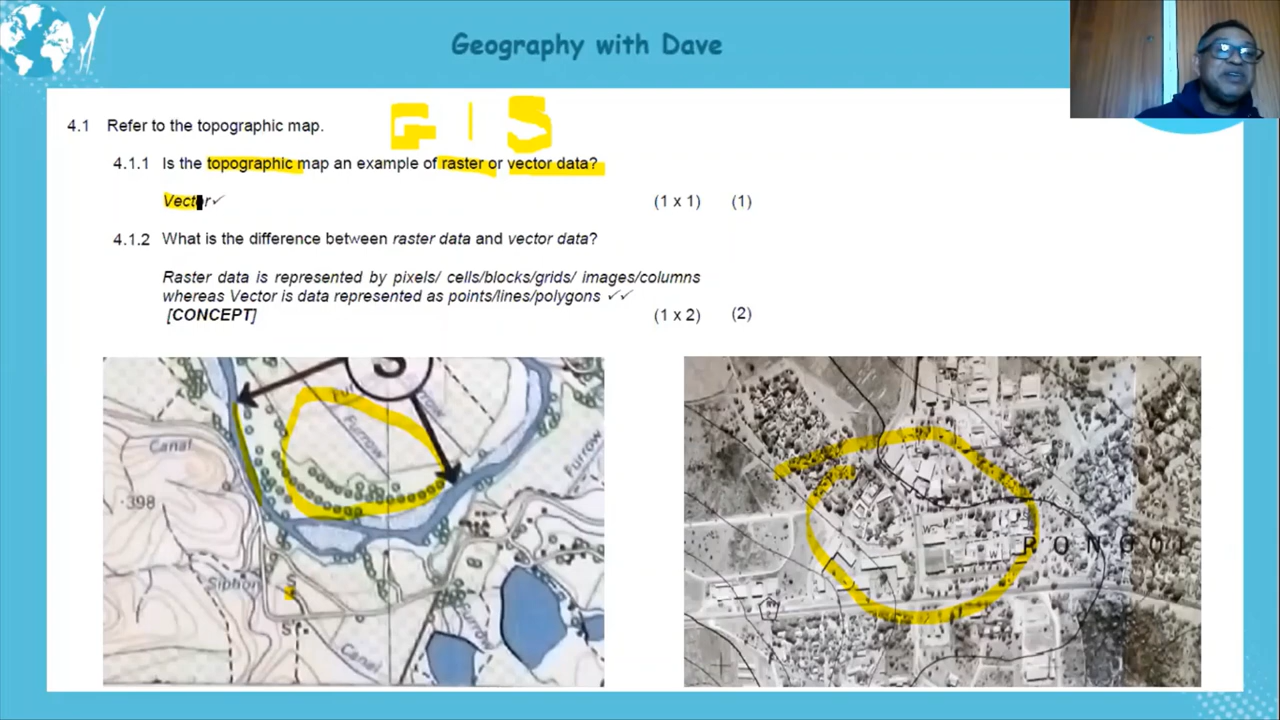 Geography with Dave
GIS
4.1 Refer to the topographic map.
4.1.1 Is the topographic map an example of raster or vector data?
Vector✓ (1 x 1) (1)
4.1.2 What is the difference between raster data and vector data?
Raster data is represented by pixels/ cells/blocks/grids/ images/columns
whereas Vector is data represented as points/lines/polygons ✓✓
[CONCEPT] (1 x 2) (2)
S
Furrow
Canal
Furrow
·398
Siphon
S
Sf.
Furrow
Canal
W
W